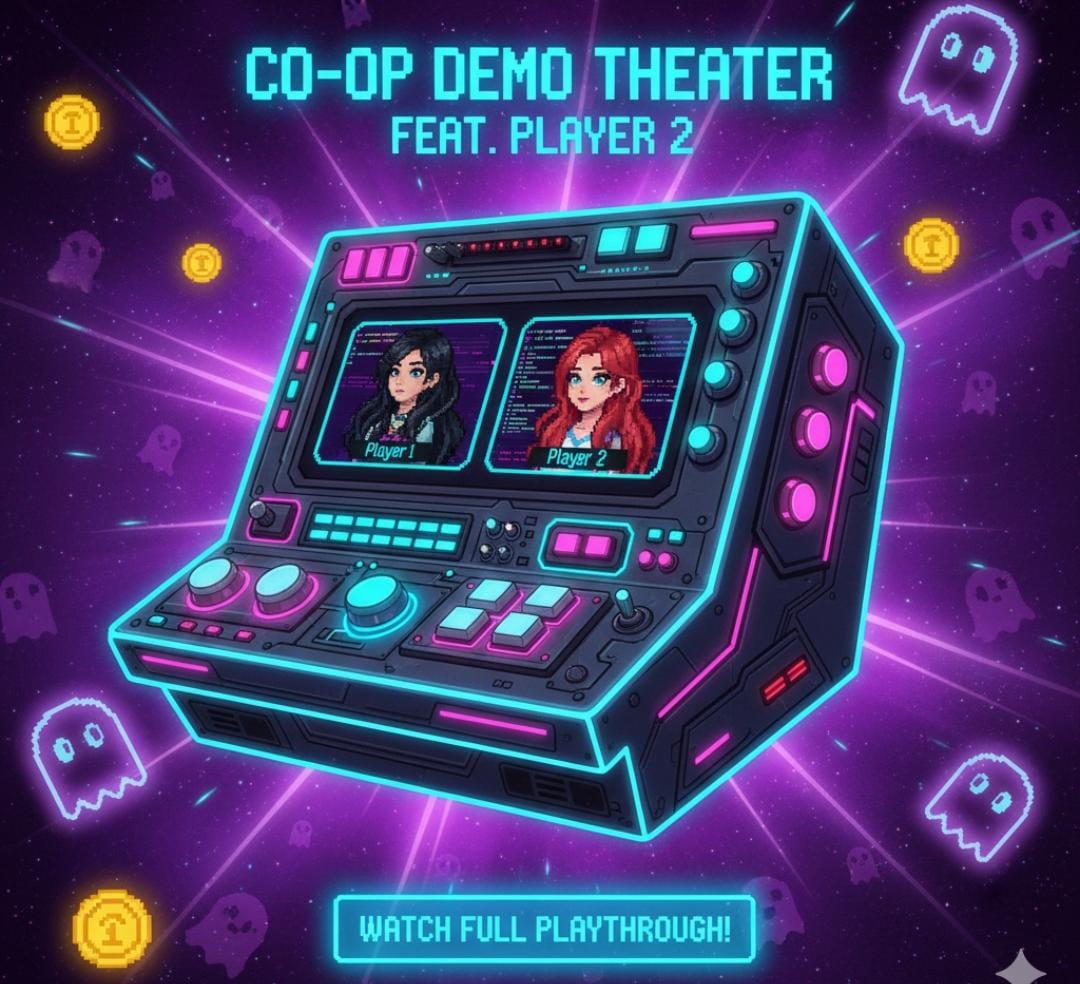 CO-OP DEMO THEATER
FEAT. PLAYER 2
Player 1
Player 2
WATCH FULL PLAYTHROUGH!